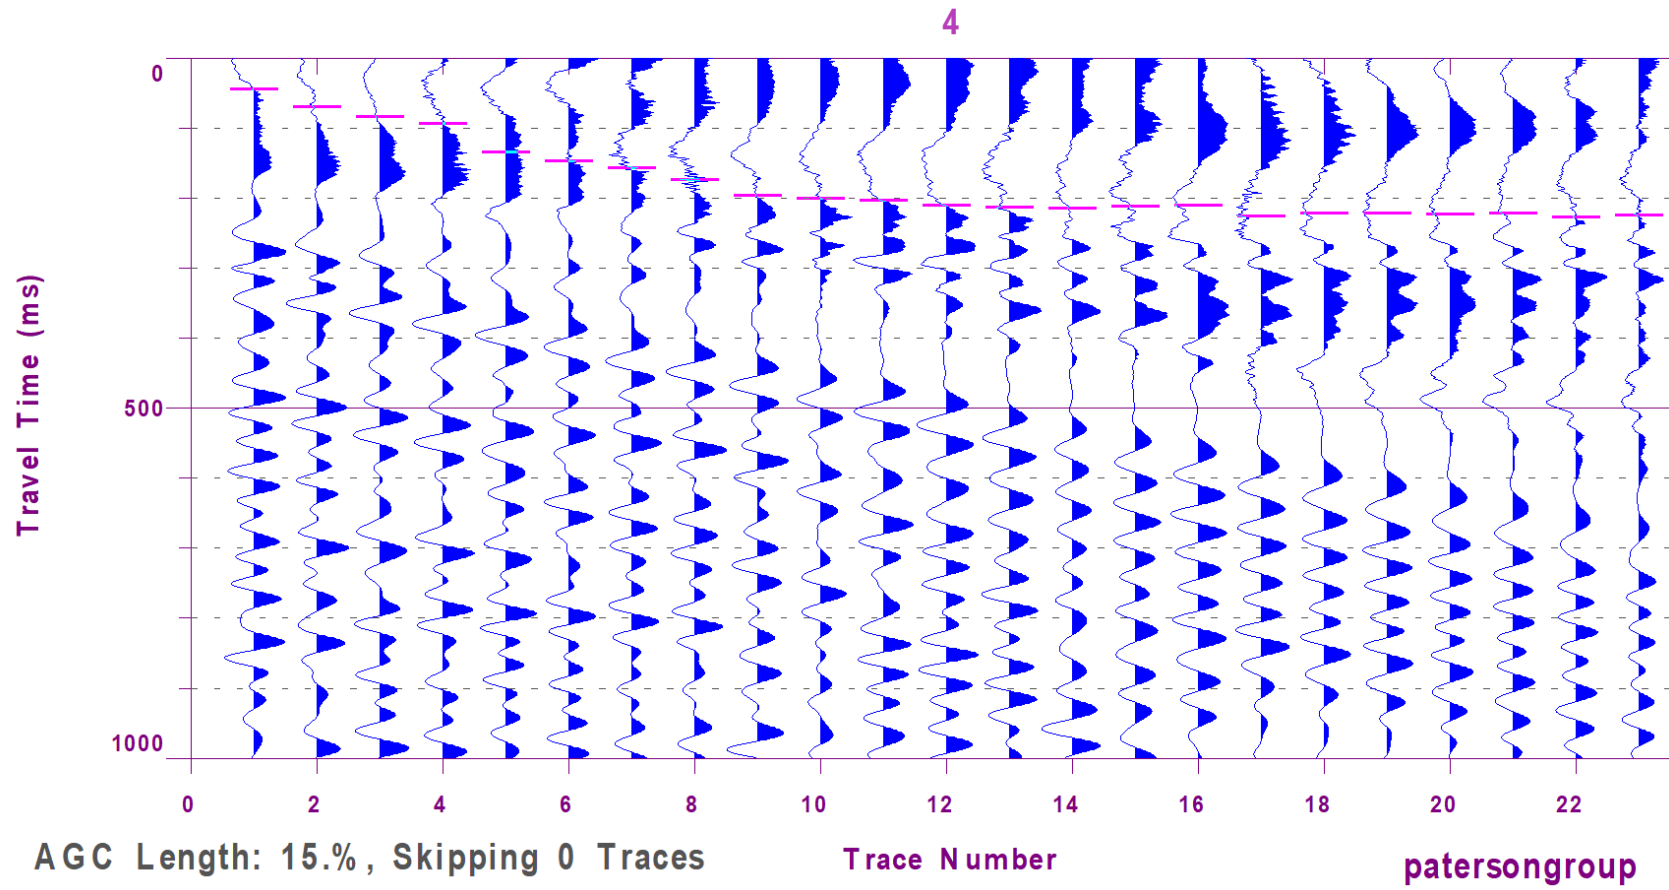 4
Travel Time (ms)
0
500
1000
0 2 4 6 8 10 12 14 16 18 20 22
AGC Length: 15.%, Skipping 0 Traces
Trace Number
patersongroup